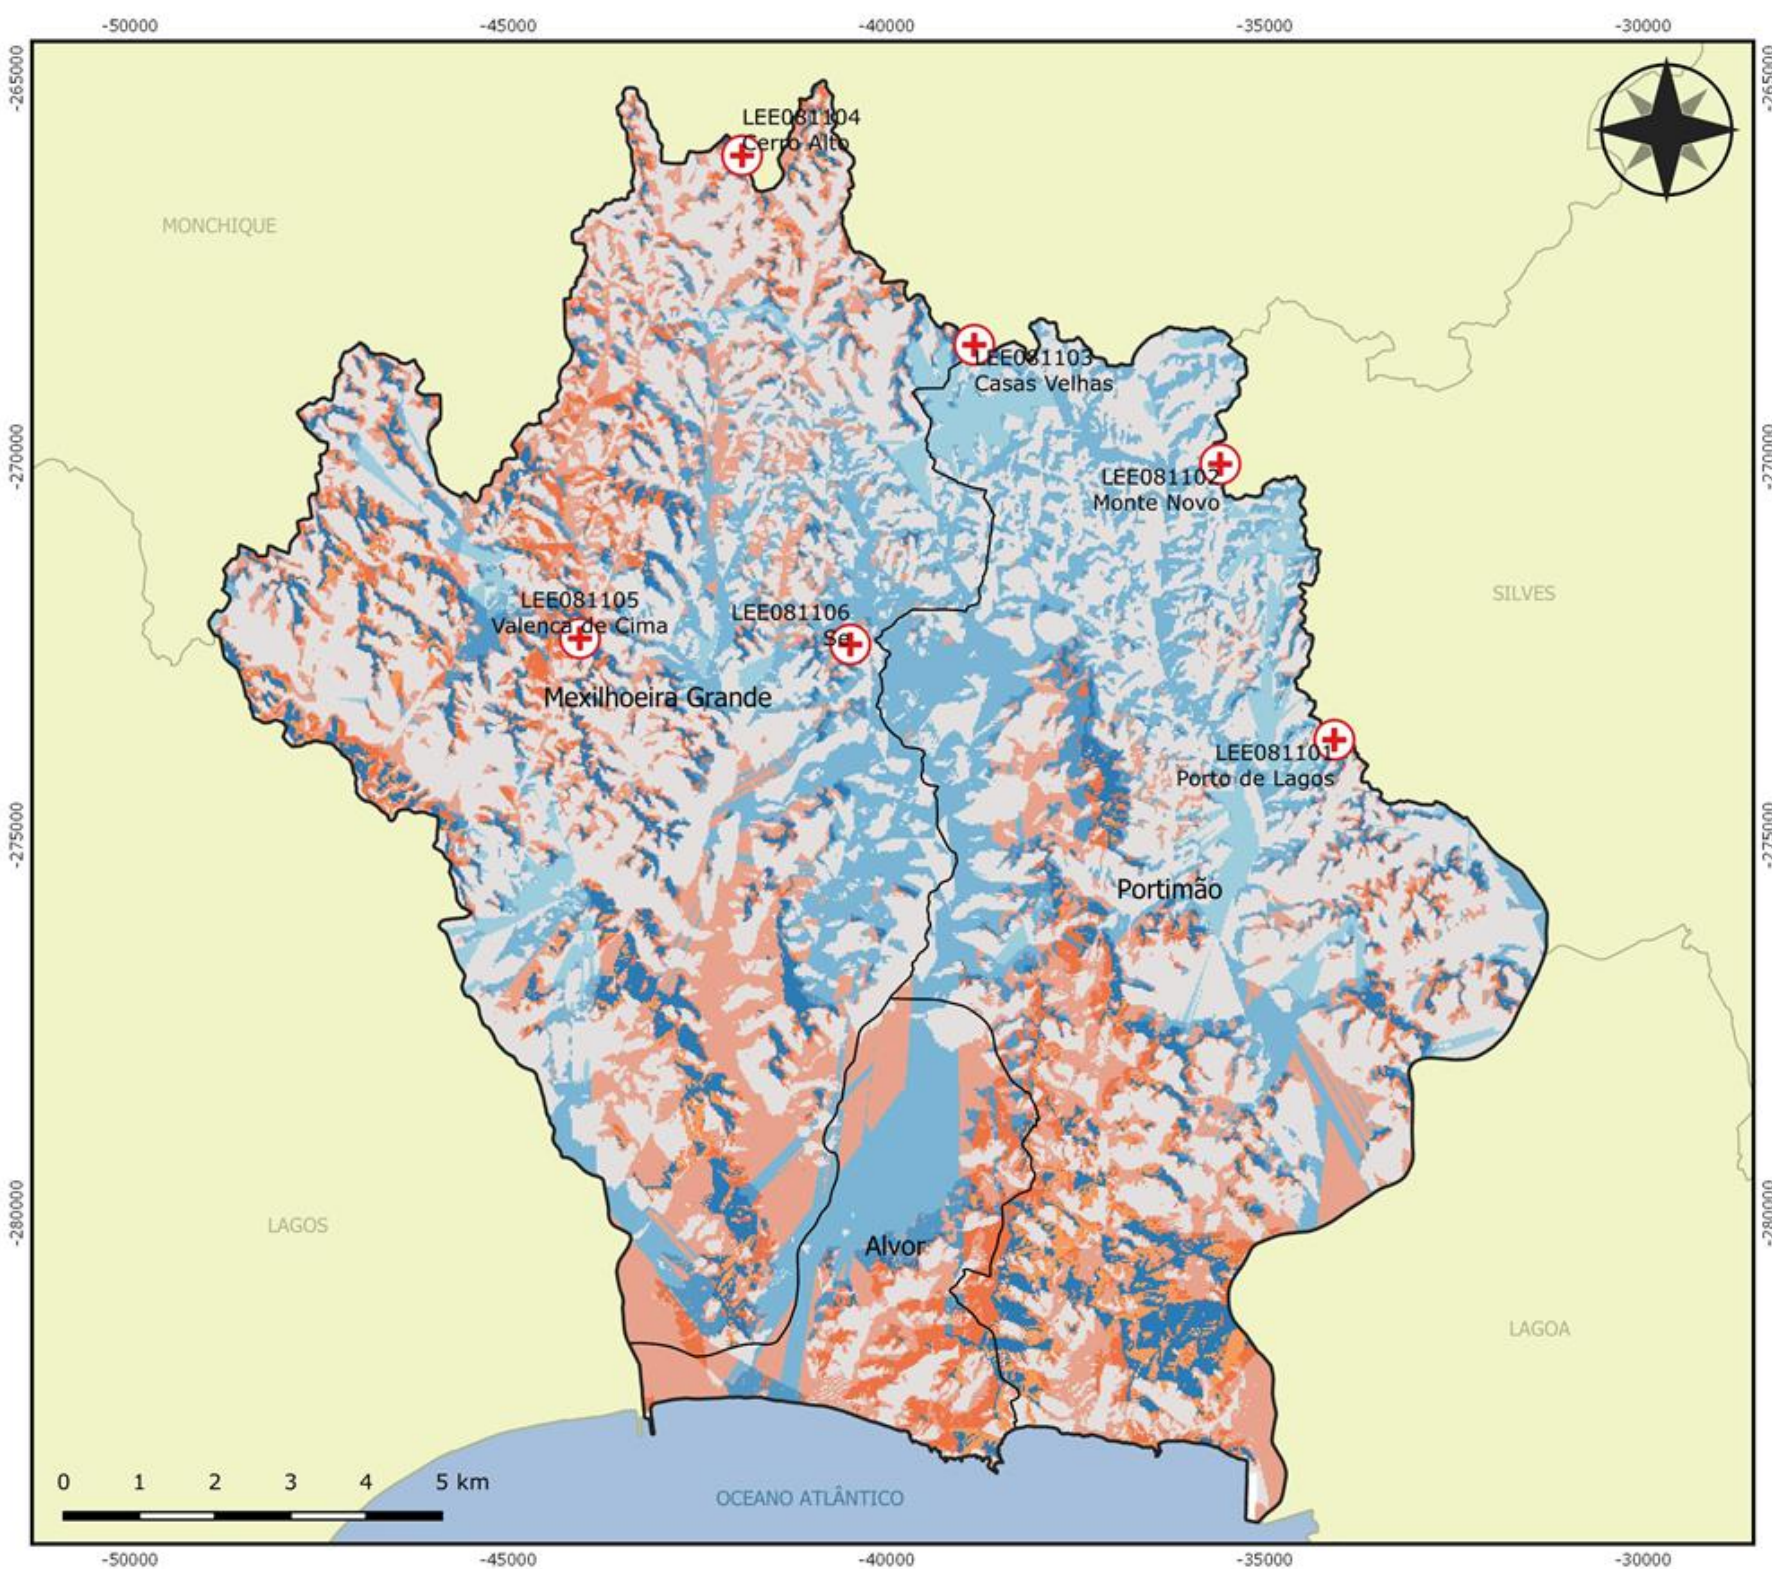 -50000 -45000 -40000 -35000 -30000
-265000 -265000
LEE081104
Cerro Alto
MONCHIQUE
LEE081103
Casas Velhas
-270000 -270000
LEE081102
Monte Novo
SILVES
LEE081105
Valenca de Cima
LEE081106
Se
Mexilhoeira Grande
LEE081101
Porto de Lagos
-275000 -275000
Portimão
-280000 -280000
LAGOS
Alvor
LAGOA
0 1 2 3 4 5 km
OCEANO ATLÂNTICO
-50000 -45000 -40000 -35000 -30000